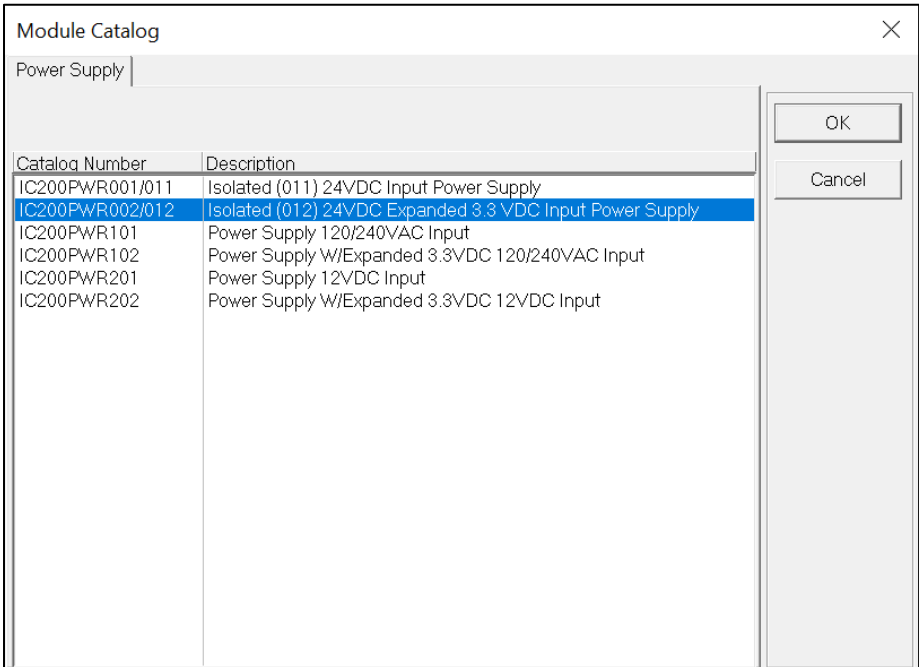 Module Catalog
Power Supply
OK
Cancel
Catalog Number Description
IC200PWR001/011 Isolated (011) 24VDC Input Power Supply
IC200PWR002/012 Isolated (012) 24VDC Expanded 3.3 VDC Input Power Supply
IC200PWR101 Power Supply 120/240VAC Input
IC200PWR102 Power Supply W/Expanded 3.3VDC 120/240VAC Input
IC200PWR201 Power Supply 12VDC Input
IC200PWR202 Power Supply W/Expanded 3.3VDC 12VDC Input